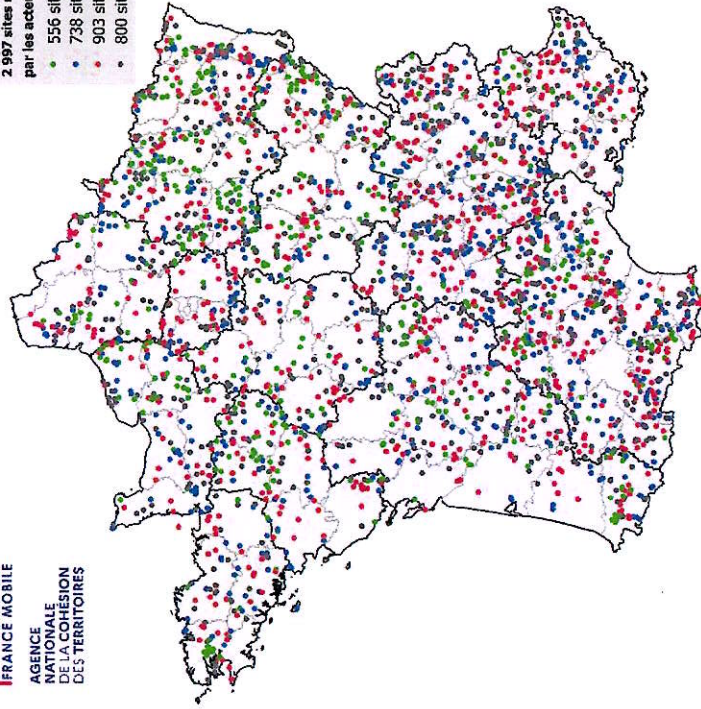 FRANCE MOBILE
AGENCE
NATIONALE
DE LA COHÉSION
DES TERRITOIRES
2 997 sites
par les
556
738
903
800